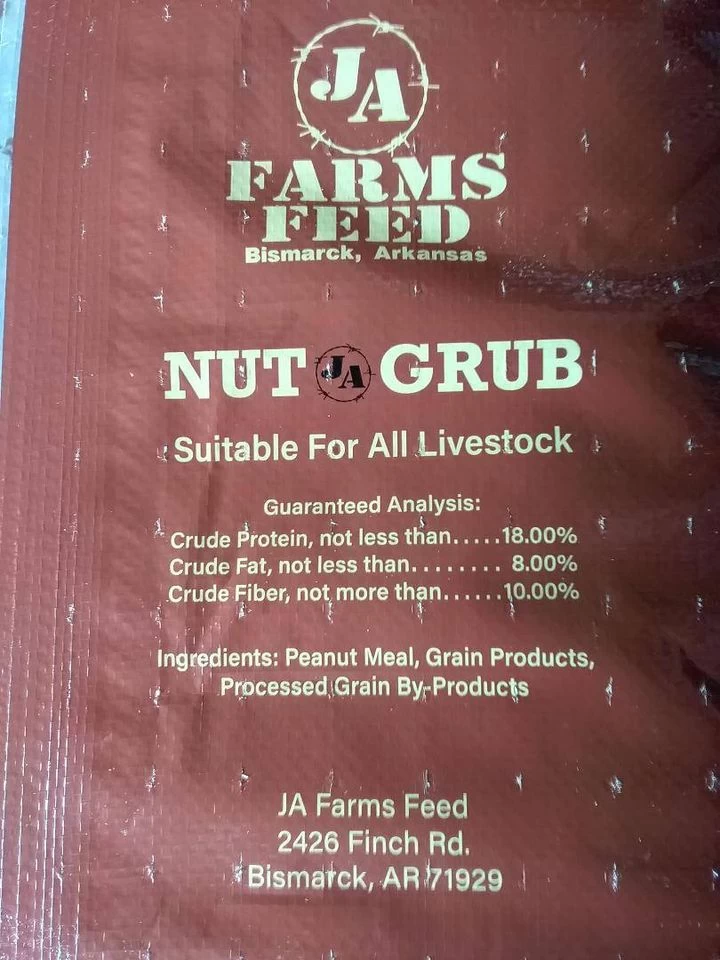 JA
FARMS
FEED
Bismarck, Arkansas
NUT JA GRUB
Suitable For All Livestock
Guaranteed Analysis:
Crude Protein, not less than.....18.00%
Crude Fat, not less than........ 8.00%
Crude Fiber, not more than......10.00%
Ingredients: Peanut Meal, Grain Products,
Processed Grain By-Products
JA Farms Feed
2426 Finch Rd.
Bismarck, AR 71929